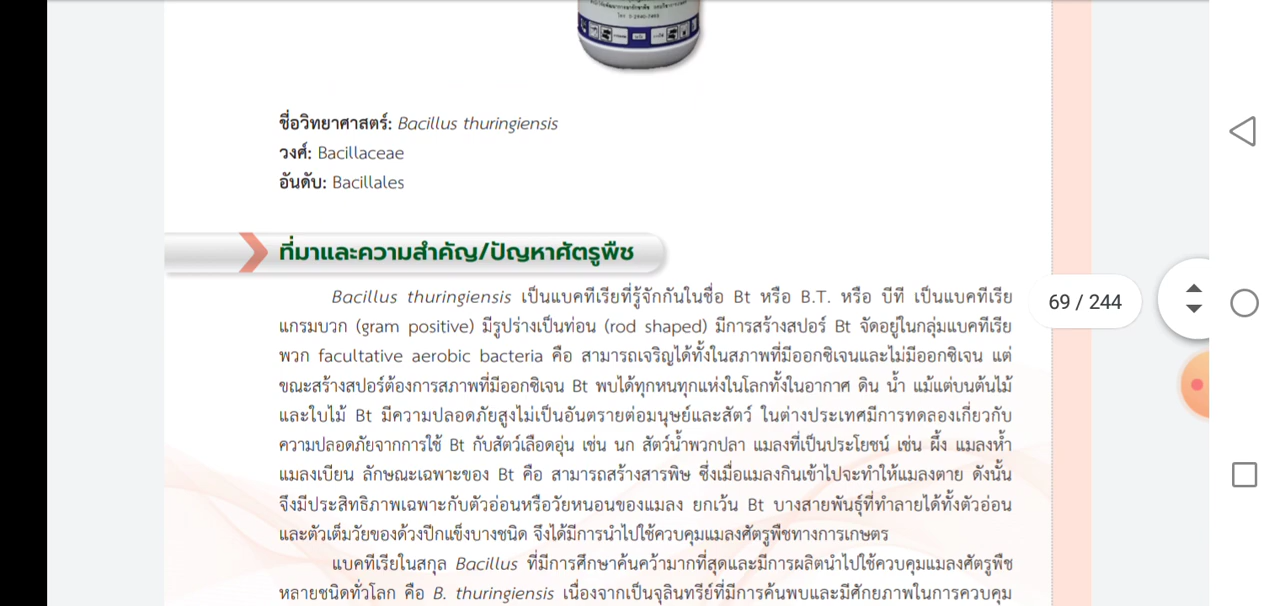 โทร 0-2940-7493
ชื่อวิทยาศาสตร์: Bacillus thuringiensis
วงศ์: Bacillaceae
อันดับ: Bacillales
ที่มาและความสำคัญ/ปัญหาศัตรูพืช
Bacillus thuringiensis เป็นแบคทีเรียที่รู้จักกันในชื่อ Bt หรือ B.T. หรือ บีที เป็นแบคทีเรีย
แกรมบวก (gram positive) มีรูปร่างเป็นท่อน (rod shaped) มีการสร้างสปอร์ Bt จัดอยู่ในกลุ่มแบคทีเรีย
พวก facultative aerobic bacteria คือ สามารถเจริญได้ทั้งในสภาพที่มีออกซิเจนและไม่มีออกซิเจน แต่
ขณะสร้างสปอร์ต้องการสภาพที่มีออกซิเจน Bt พบได้ทุกหนทุกแห่งในโลกทั้งในอากาศ ดิน น้ำ แม้แต่บนต้นไม้
และใบไม้ Bt มีความปลอดภัยสูงไม่เป็นอันตรายต่อมนุษย์และสัตว์ ในต่างประเทศมีการทดลองเกี่ยวกับ
ความปลอดภัยจากการใช้ Bt กับสัตว์เลือดอุ่น เช่น นก สัตว์น้ำพวกปลา แมลงที่เป็นประโยชน์ เช่น ผึ้ง แมลงห้ำ
แมลงเบียน ลักษณะเฉพาะของ Bt คือ สามารถสร้างสารพิษ ซึ่งเมื่อแมลงกินเข้าไปจะทำให้แมลงตาย ดังนั้น
จึงมีประสิทธิภาพเฉพาะกับตัวอ่อนหรือวัยหนอนของแมลง ยกเว้น Bt บางสายพันธุ์ที่ทำลายได้ทั้งตัวอ่อน
และตัวเต็มวัยของด้วงปีกแข็งบางชนิด จึงได้มีการนำไปใช้ควบคุมแมลงศัตรูพืชทางการเกษตร
แบคทีเรียในสกุล Bacillus ที่มีการศึกษาค้นคว้ามากที่สุดและมีการผลิตนำไปใช้ควบคุมแมลงศัตรูพืช
หลายชนิดทั่วโลก คือ B. thuringiensis เนื่องจากเป็นจุลินทรีย์ที่มีการค้นพบและมีศักยภาพในการควบคุม
69 / 244